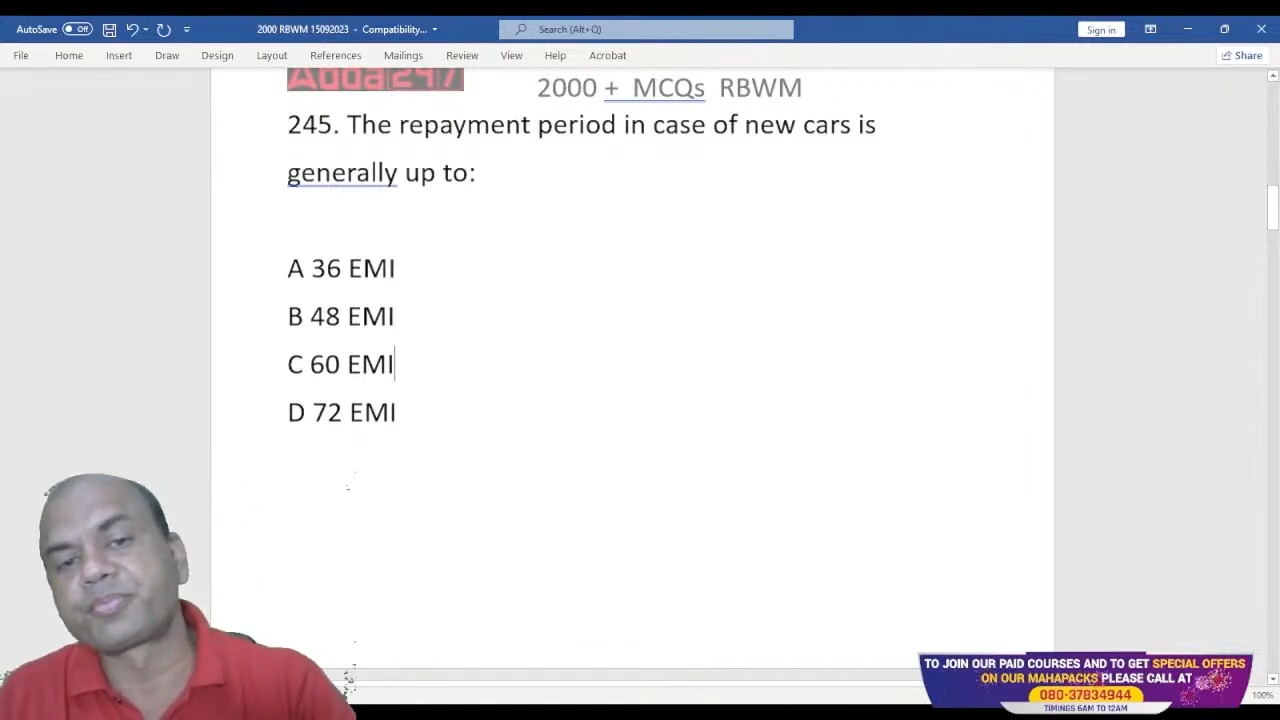 AutoSave Off 2000 RBWM 15092023 - Compatibility... Search (Alt+Q) Sign in
File Home Insert Draw Design Layout References Mailings Review View Help Acrobat Share
Adda 247
2000 + MCQs RBWM
245. The repayment period in case of new cars is
generally up to:
A 36 EMI
B 48 EMI
C 60 EMI
D 72 EMI
TO JOIN OUR PAID COURSES AND TO GET SPECIAL OFFERS
ON OUR MAHAPACKS PLEASE CALL AT
080-37834944
TIMINGS 6AM TO 12AM
100%